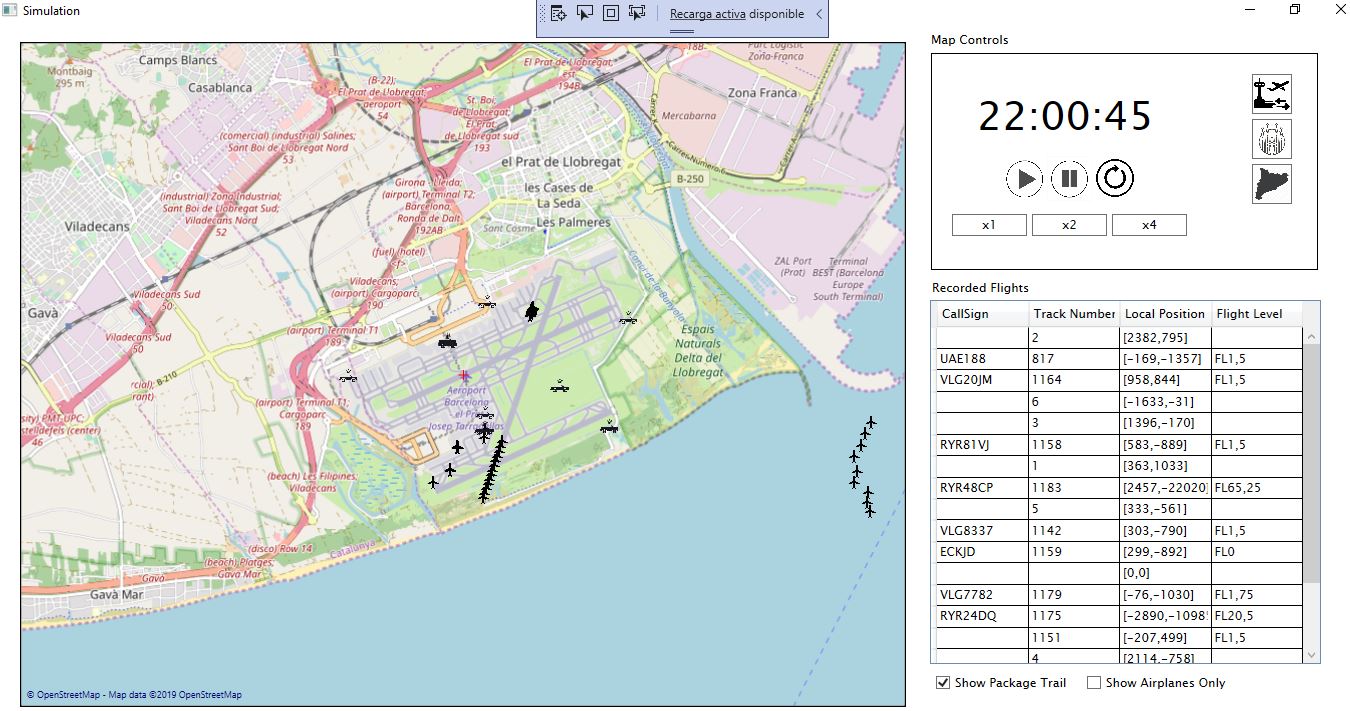 Simulation
Recarga activa disponible
Map Controls
Camps Blancs
Montbaig
295 m
Casablanca
(B-22);
El Prat de Llobregat;
aeroport
54
El Prat de Llobregat;
est
194B
18B
Parc Logístic
Zona Franca
Zona Franca
St. Boi;
de Llobregat;
El Prat
de Llobregat sud
193
Mercabarna
Carrer Número 6
(comercial) (industrial) Salines;
Sant Boi de Llobregat Nord
53
el Prat de Llobregat
B-250
Girona - Lleida;
(airport) Terminal T2;
Barcelona,
Ronda de Dalt
192AB
les Cases de
La Seda
Les Palmeres
Sant Cosme
(industrial) Zona Industrial;
Sant Boi de Llobregat Sud;
Viladecans Nord
52
Viladecans
(fuel) (hotel)
<f>
ZAL Port
(Prat)
Terminal
BEST (Barcelona
Europe
South Terminal)
Viladecans;
(airport) Cargoparc
190
Viladecans Sud
50
Gavà
Viladecans Sud
50
(airport) Terminal T1
189
Espais
Naturals
Delta del
Llobregat
B-210
rcial);
rant)
Aeroport
Barcelona
el Prat
(airport) Terminal T1,
Cargoparc
189
sity) PMT-UPC;
stelldefels (center)
46
(beach) Les Filipines;
Viladecans
(disco) Row 14
Catalunya
(beach) Platges;
Gavà Mar
Gavà
Gavà Mar
© OpenStreetMap - Map data ©2019 OpenStreetMap
22:00:45
x1 x2 x4
Recorded Flights
CallSign Track Number Local Position Flight Level
2 [2382,795]
UAE188 817 [-169,-1357] FL1,5
VLG20JM 1164 [958,844] FL1,5
6 [-1633,-31]
3 [1396,-170]
RYR81VJ 1158 [583,-889] FL1,5
1 [363,1033]
RYR48CP 1183 [2457,-22020] FL65,25
5 [333,-561]
VLG8337 1142 [303,-790] FL1,5
ECKJD 1159 [299,-892] FL0
[0,0]
VLG7782 1179 [-76,-1030] FL1,75
RYR24DQ 1175 [-2890,-1098 FL20,5
1151 [-207,499] FL1,5
4 [2114,-758]
Show Package Trail Show Airplanes Only